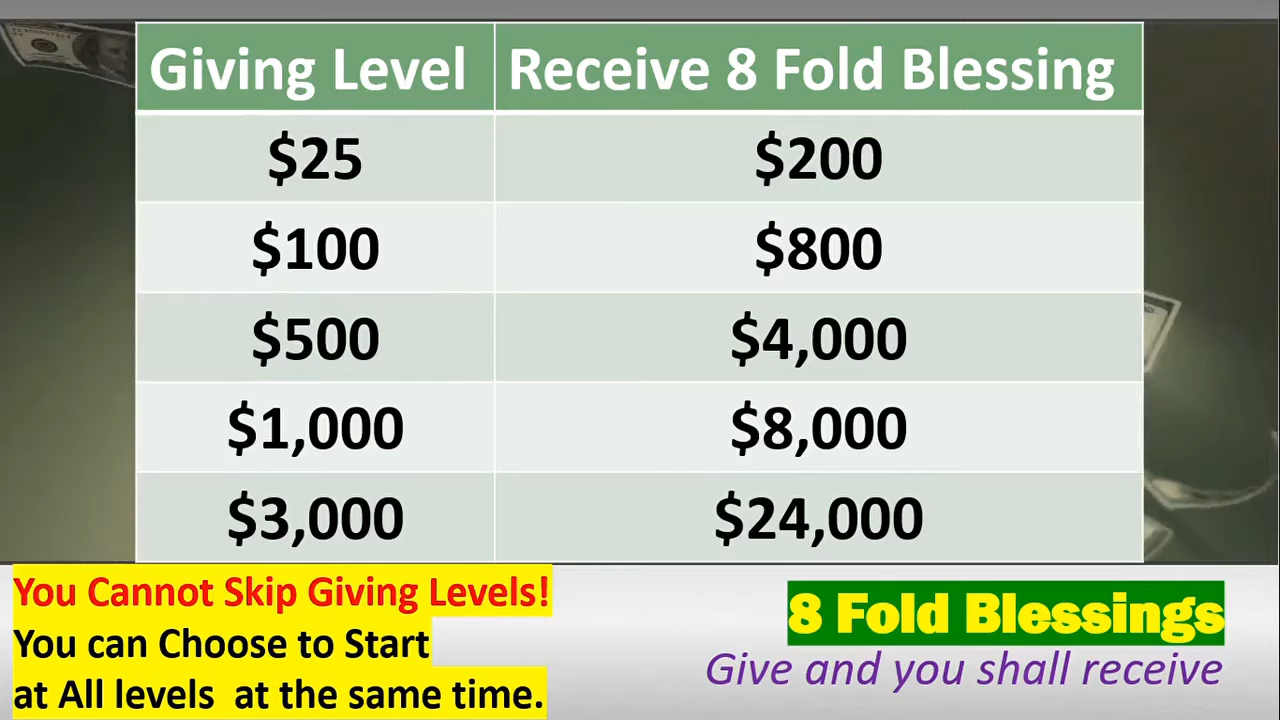 Giving Level Receive 8 Fold Blessing
$25 $200
$100 $800
$500 $4,000
$1,000 $8,000
$3,000 $24,000
You Cannot Skip Giving Levels!
You can Choose to Start
at All levels at the same time.
8 Fold Blessings
Give and you shall receive